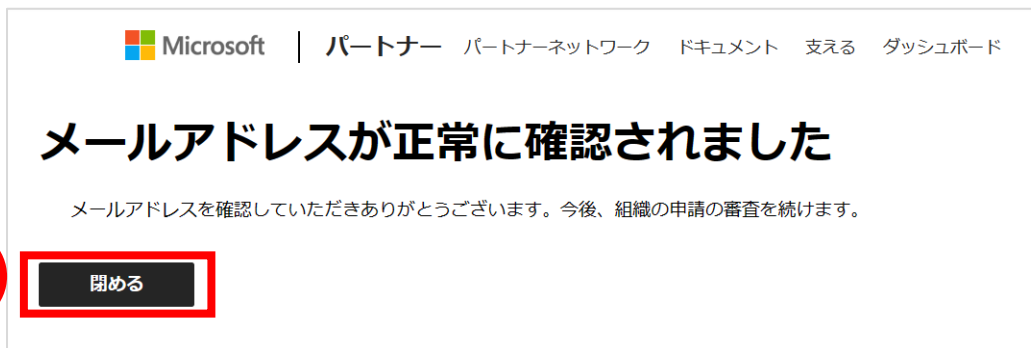 Microsoft | パートナー パートナーネットワーク ドキュメント 支える ダッシュボード
メールアドレスが正常に確認されました
メールアドレスを確認していただきありがとうございます。今後、組織の申請の審査を続けます。
閉める